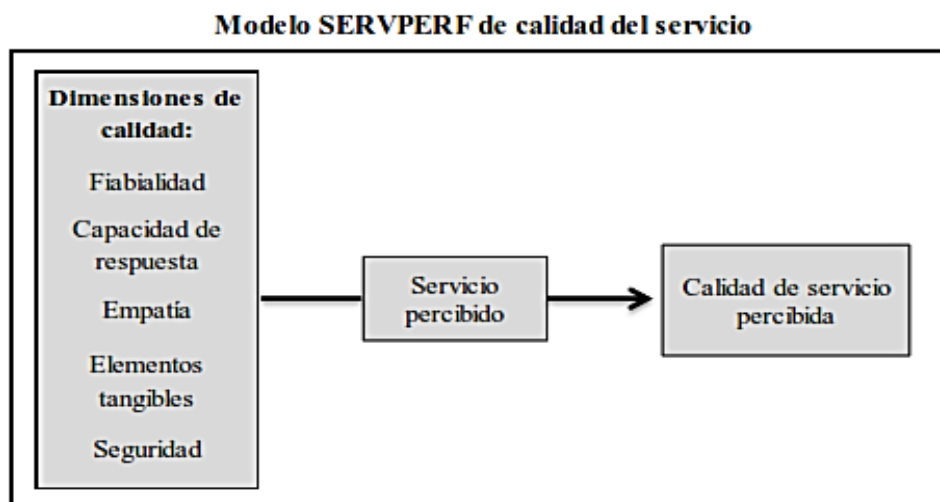 Modelo SERVPERF de calidad del servicio
Dimensiones de
calidad:
Fiabialidad
Capacidad de
respuesta
Empatía
Elementos
tangibles
Seguridad
Servicio
percibido
Calidad de servicio
percibida